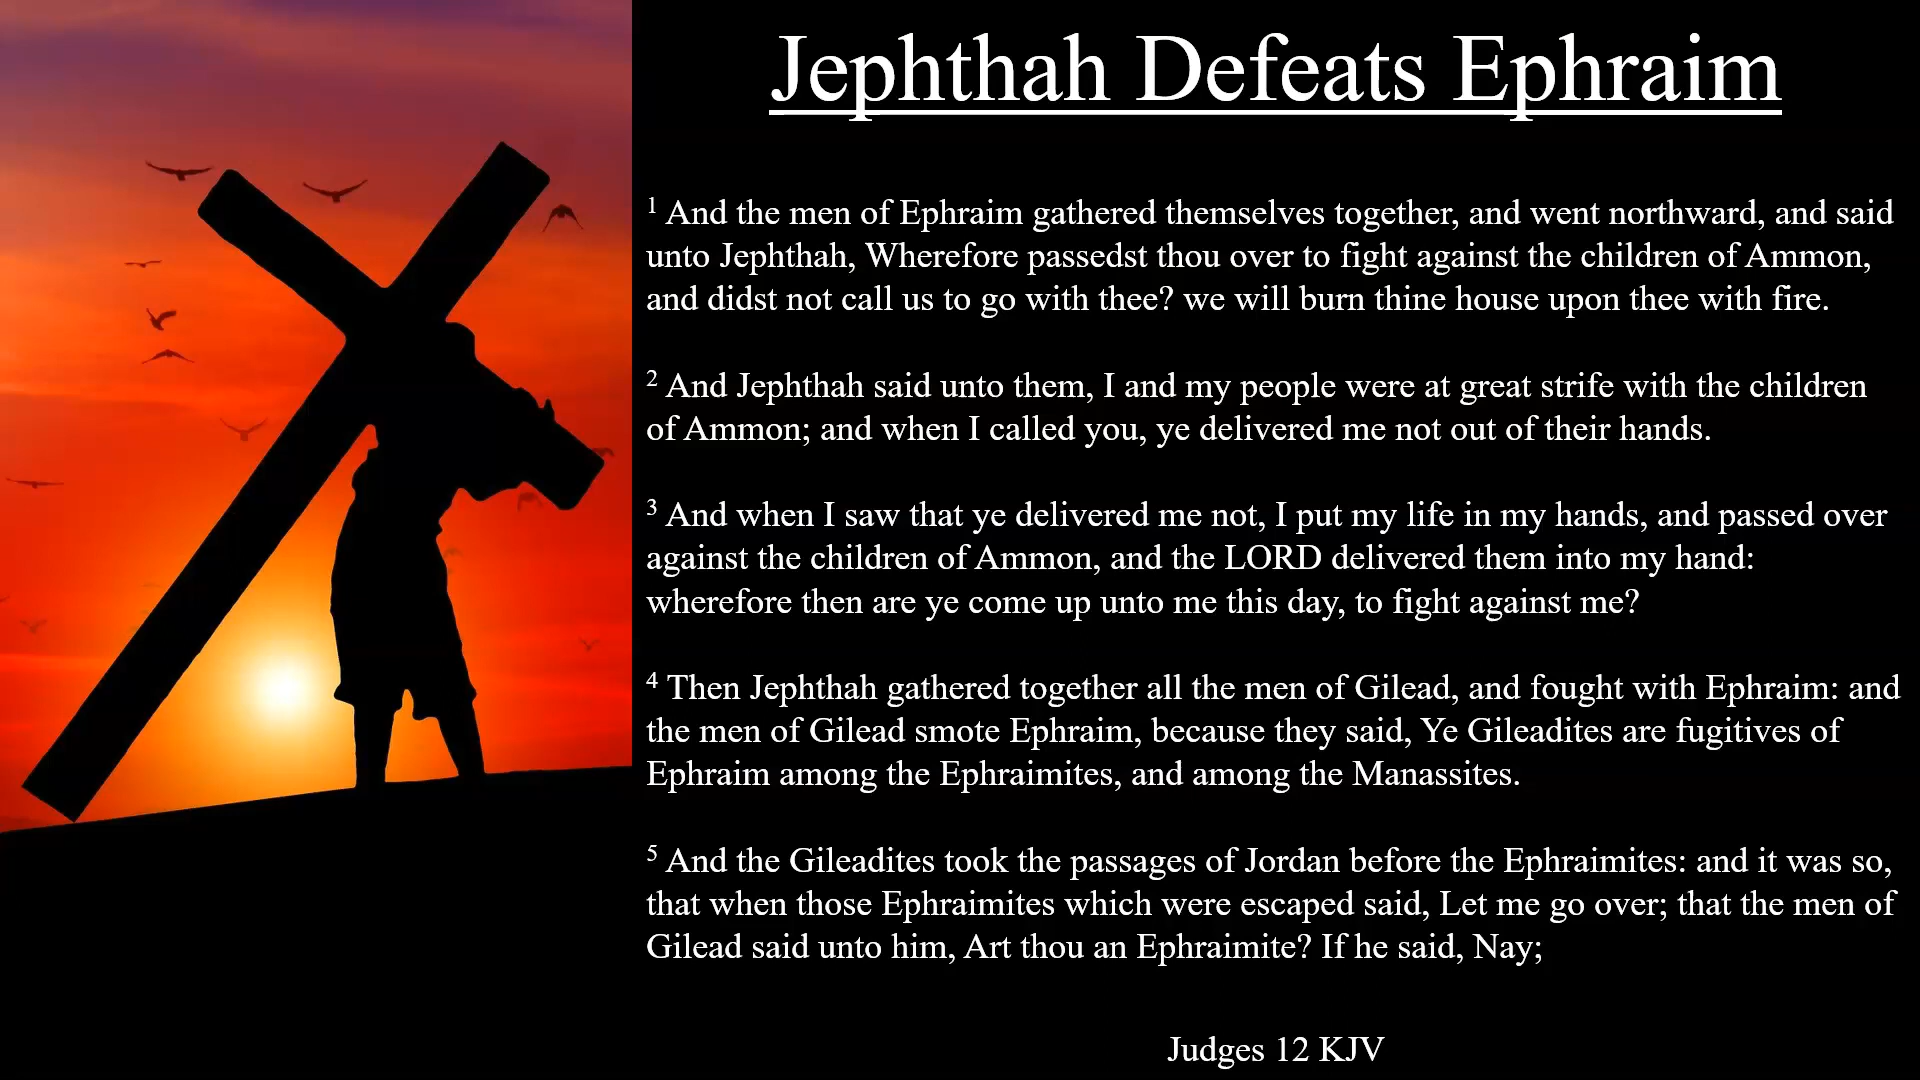 Jephthah Defeats Ephraim
1 And the men of Ephraim gathered themselves together, and went northward, and said
unto Jephthah, Wherefore passedst thou over to fight against the children of Ammon,
and didst not call us to go with thee? we will burn thine house upon thee with fire.
2 And Jephthah said unto them, I and my people were at great strife with the children
of Ammon; and when I called you, ye delivered me not out of their hands.
3 And when I saw that ye delivered me not, I put my life in my hands, and passed over
against the children of Ammon, and the LORD delivered them into my hand:
wherefore then are ye come up unto me this day, to fight against me?
4 Then Jephthah gathered together all the men of Gilead, and fought with Ephraim: and
the men of Gilead smote Ephraim, because they said, Ye Gileadites are fugitives of
Ephraim among the Ephraimites, and among the Manassites.
5 And the Gileadites took the passages of Jordan before the Ephraimites: and it was so,
that when those Ephraimites which were escaped said, Let me go over; that the men of
Gilead said unto him, Art thou an Ephraimite? If he said, Nay;
Judges 12 KJV